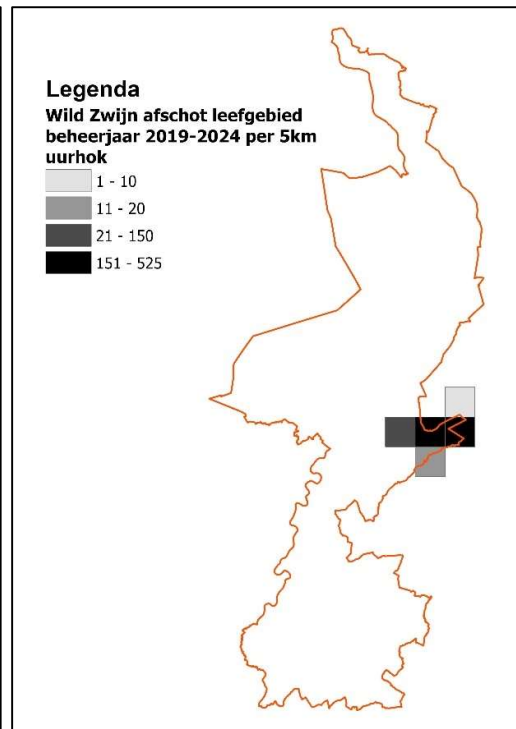 Legenda
Wild Zwijn afschot leefgebied
beheerjaar 2019-2024 per 5km
uurhok
1 - 10
11 - 20
21 - 150
151 - 525